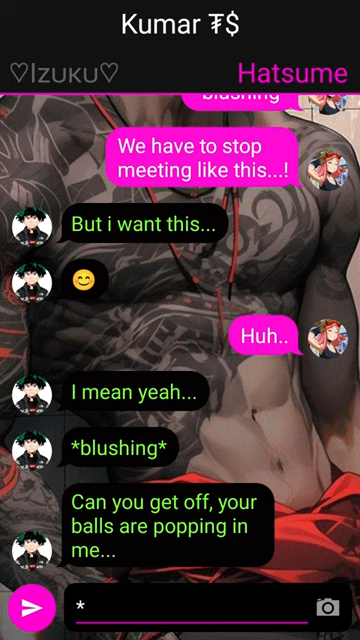 Kumar ₮$
♡Izuku♡ Hatsume
blushing
We have to stop
meeting like this...!
But i want this...
😊
Huh..
I mean yeah...
*blushing*
Can you get off, your
balls are popping in
me...
*